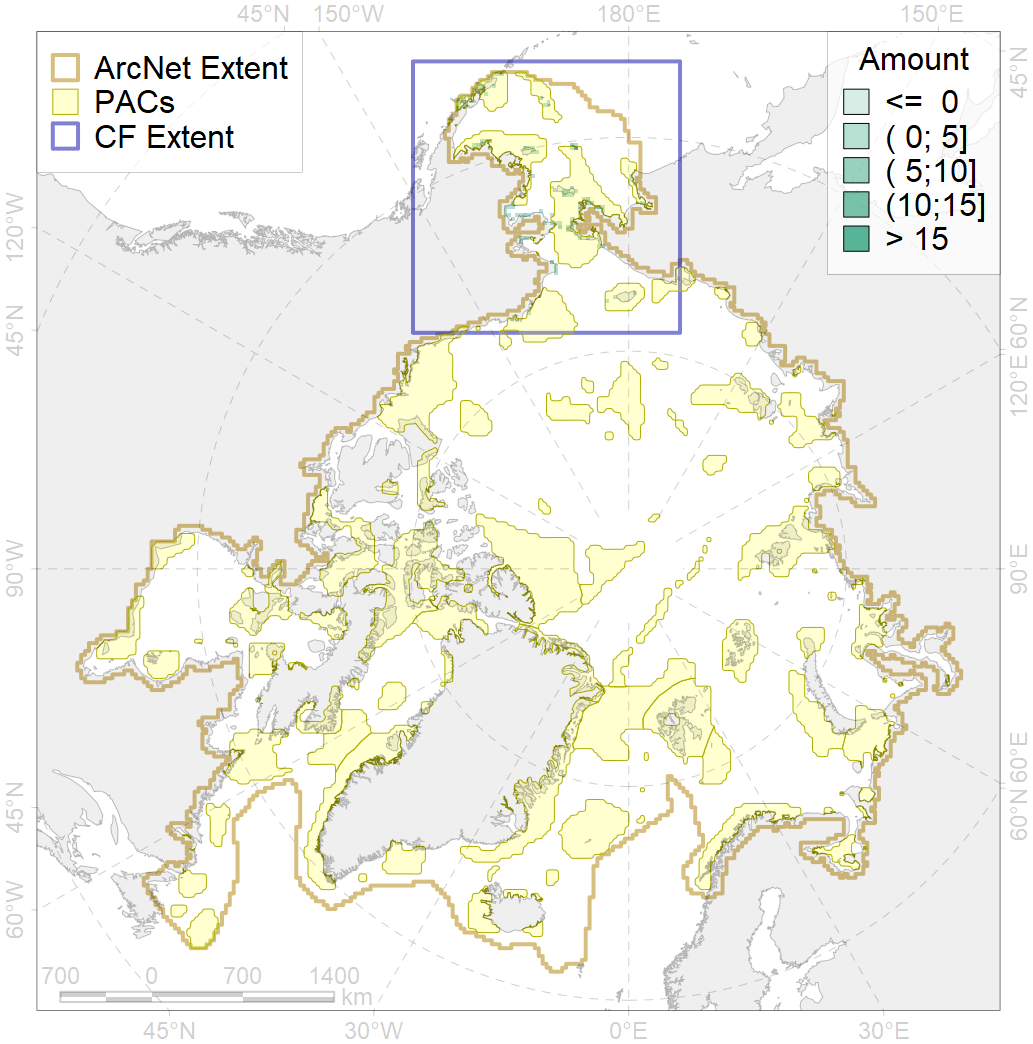 45°N 150°W 180°E 150°E
ArcNet Extent
PACs
CF Extent
Amount
<= 0
( 0; 5]
( 5;10]
(10;15]
> 15
45°N
120°W
60°N
45°N
120°E
90°W
90°E
60°E
45°N
60°N
60°W
700 0 700 1400
km
45°N 30°W 0°E 30°E